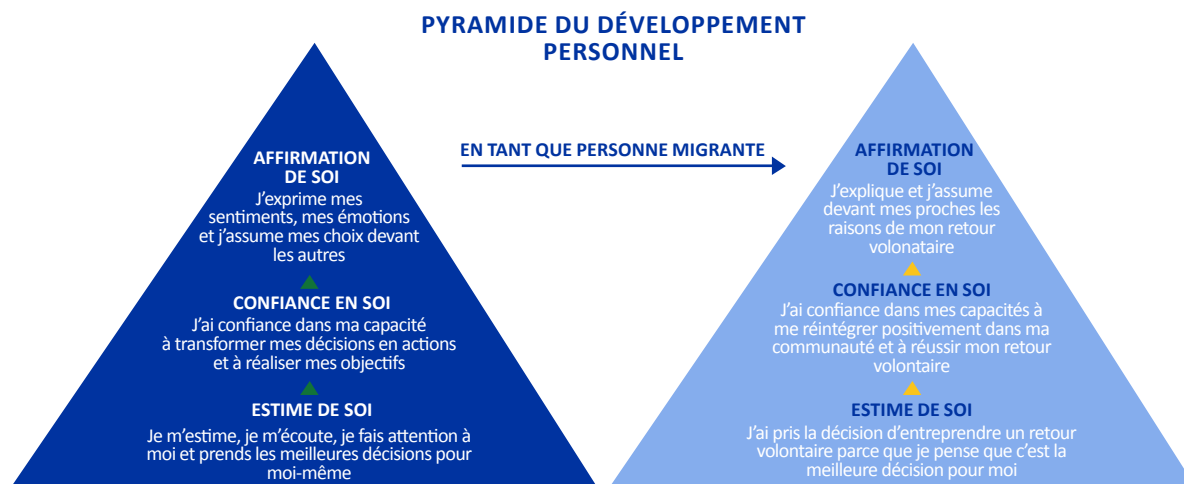 PYRAMIDE DU DÉVELOPPEMENT
PERSONNEL
AFFIRMATION
DE SOI
J’exprime mes
sentiments, mes émotions
et j’assume mes choix devant
les autres
CONFIANCE EN SOI
J’ai confiance dans ma capacité
à transformer mes décisions en actions
et à réaliser mes objectifs
ESTIME DE SOI
Je m’estime, je m’écoute, je fais attention à
moi et prends les meilleures décisions pour
moi-même
EN TANT QUE PERSONNE MIGRANTE
AFFIRMATION
DE SOI
J’explique et j’assume
devant mes proches les
raisons de mon retour
volonataire
CONFIANCE EN SOI
J’ai confiance dans mes capacités à
me réintégrer positivement dans ma
communauté et à réussir mon retour
volontaire
ESTIME DE SOI
J’ai pris la décision d’entreprendre un retour
volontaire parce que je pense que c’est la
meilleure décision pour moi